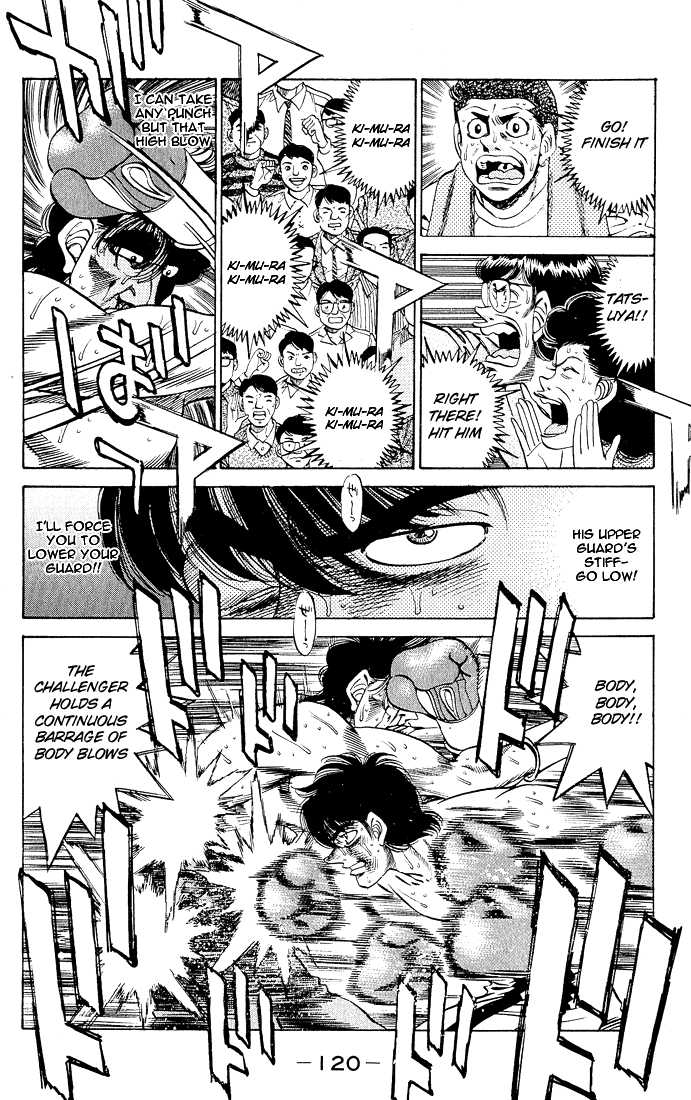 GO!
FINISH IT
KI-MU-RA
KI-MU-RA
I CAN TAKE
ANY PUNCH
BUT THAT
HIGH BLOW
TATS-
UYA!!
RIGHT
THERE!
HIT HIM
KI-MU-RA
KI-MU-RA
KI-MU-RA
KI-MU-RA
HIS UPPER
GUARD'S
STIFF-
GO LOW!
I'LL FORCE
YOU TO
LOWER YOUR
GUARD!!
BODY,
BODY,
BODY!!
THE
CHALLENGER
HOLDS A
CONTINUOUS
BARRAGE OF
BODY BLOWS
-120-